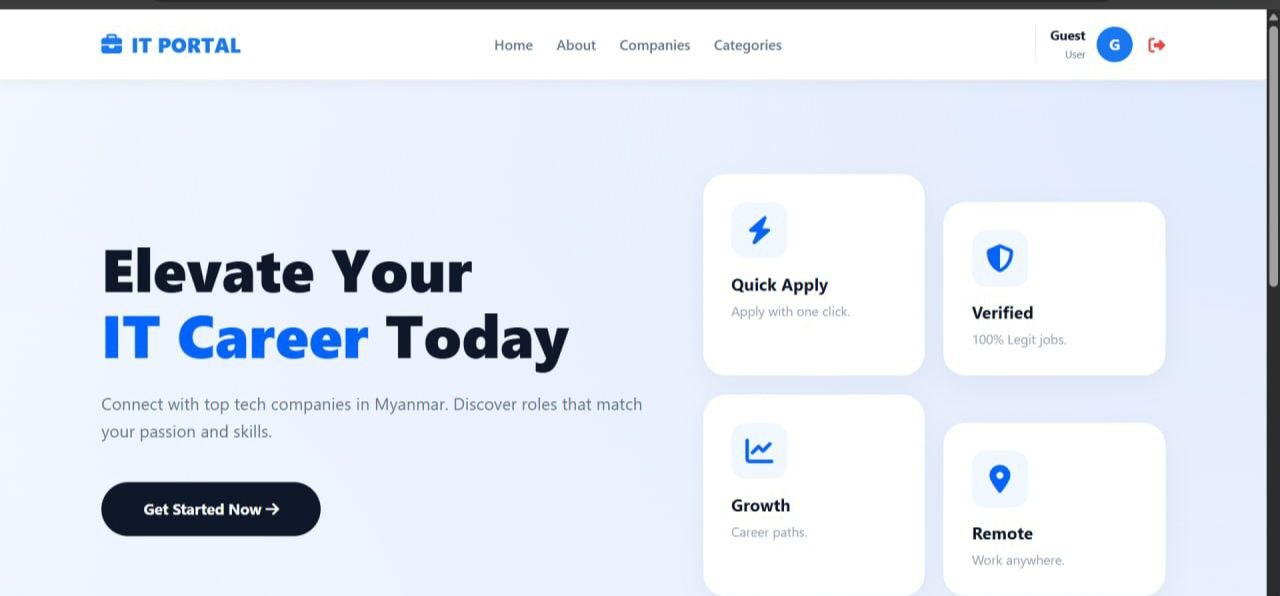 IT PORTAL
Home
About
Companies
Categories
Guest
User
G
Elevate Your
IT Career Today
Connect with top tech companies in Myanmar. Discover roles that match
your passion and skills.
Get Started Now →
Quick Apply
Apply with one click.
Verified
100% Legit jobs.
Growth
Career paths.
Remote
Work anywhere.